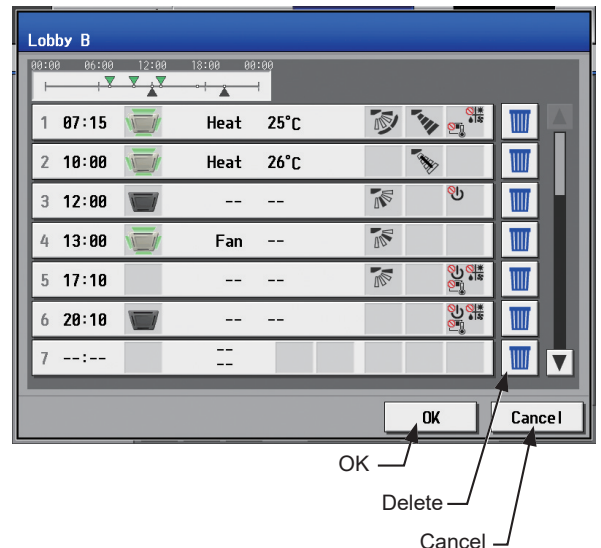 Lobby B
00:00 06:00 12:00 18:00 00:00
1 07:15 Heat 25°C
2 10:00 Heat 26°C
3 12:00 -- --
4 13:00 Fan --
5 17:10 -- --
6 20:10 -- --
7 --:-- --
--
OK Cancel
OK
Delete
Cancel